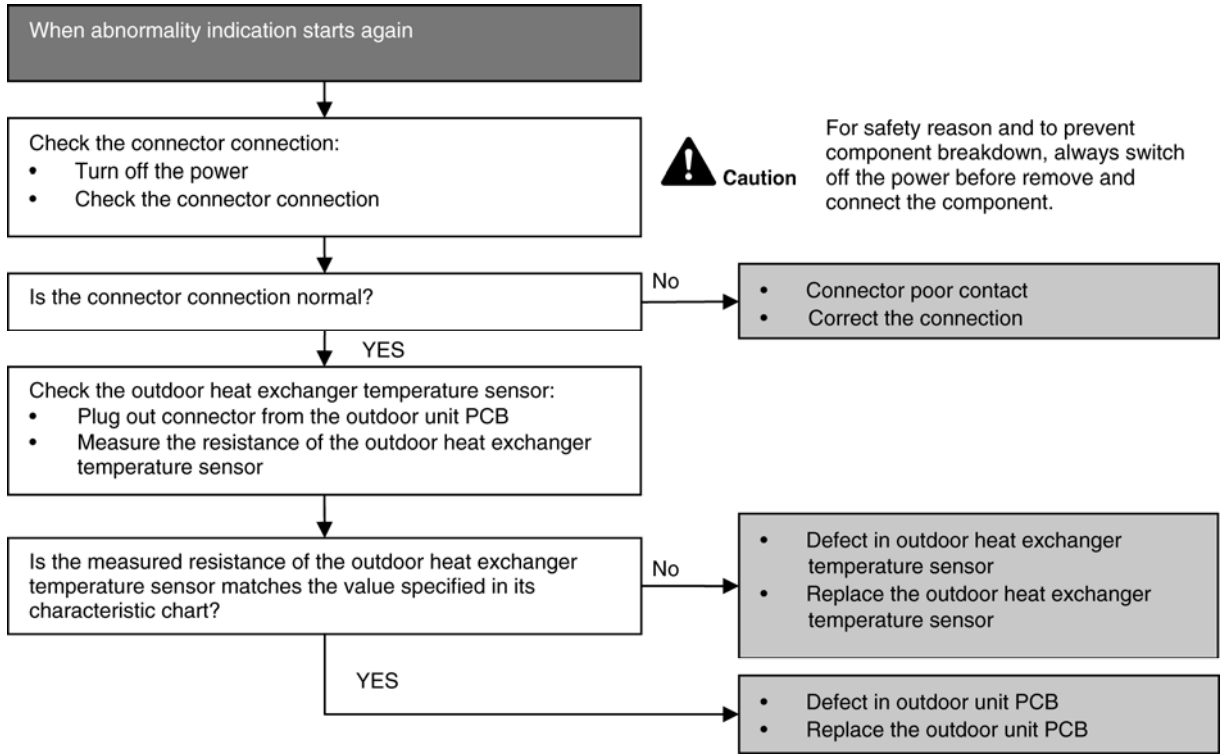 When abnormality indication starts again
Check the connector connection:
• Turn off the power
• Check the connector connection
Caution
For safety reason and to prevent
component breakdown, always switch
off the power before remove and
connect the component.
Is the connector connection normal?
No
• Connector poor contact
• Correct the connection
YES
Check the outdoor heat exchanger temperature sensor:
• Plug out connector from the outdoor unit PCB
• Measure the resistance of the outdoor heat exchanger
temperature sensor
Is the measured resistance of the outdoor heat exchanger
temperature sensor matches the value specified in its
characteristic chart?
No
• Defect in outdoor heat exchanger
temperature sensor
• Replace the outdoor heat exchanger
temperature sensor
YES
• Defect in outdoor unit PCB
• Replace the outdoor unit PCB